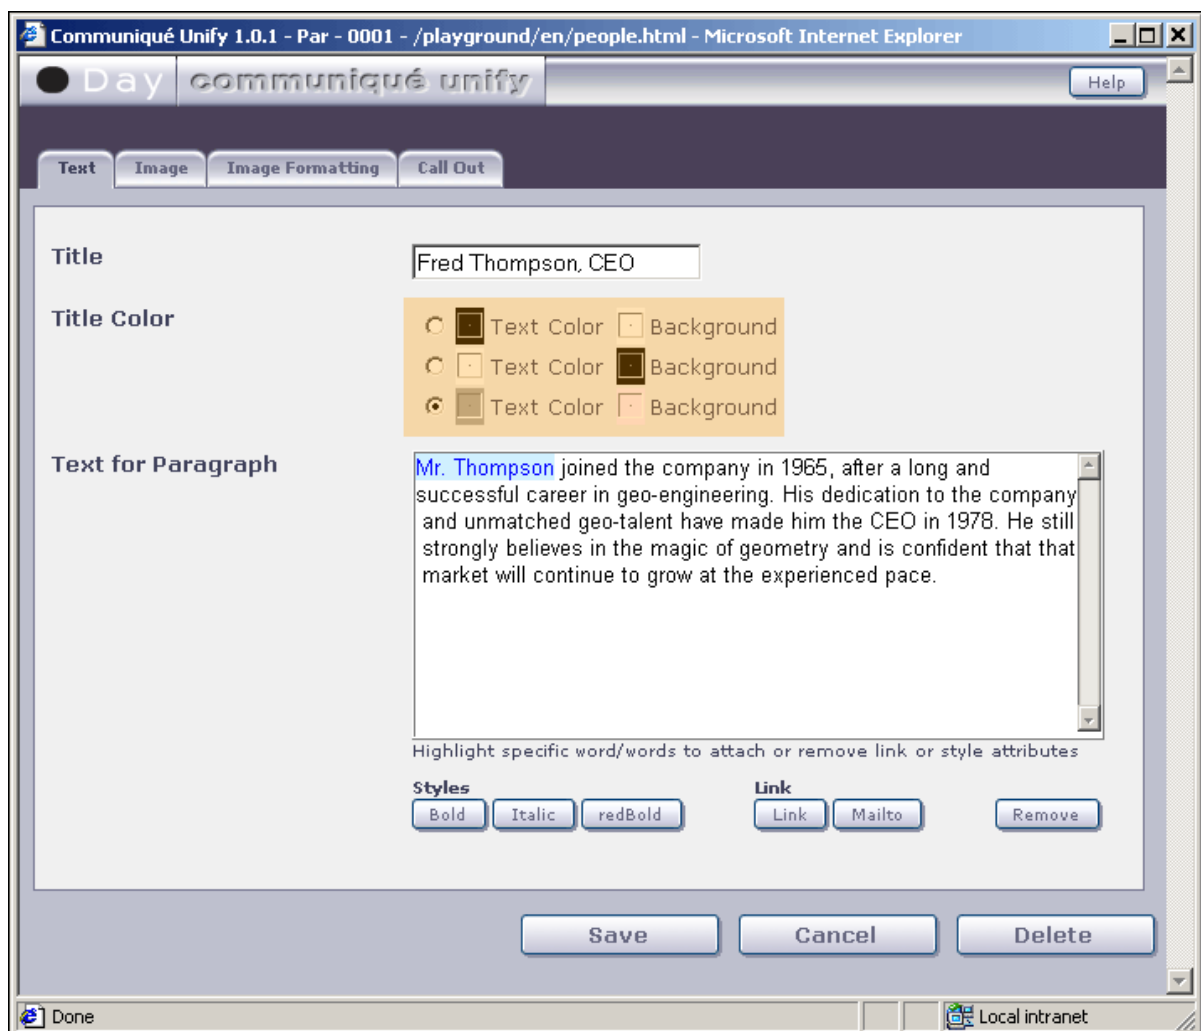 Communiqué Unify 1.0.1 - Par - 0001 - /playground/en/people.html - Microsoft Internet Explorer
Day communiqué unify Help
Text Image Image Formatting Call Out
Title Fred Thompson, CEO
Title Color
Text Color Background
Text Color Background
Text Color Background
Text for Paragraph
Mr. Thompson joined the company in 1965, after a long and
successful career in geo-engineering. His dedication to the company
and unmatched geo-talent have made him the CEO in 1978. He still
strongly believes in the magic of geometry and is confident that that
market will continue to grow at the experienced pace.
Highlight specific word/words to attach or remove link or style attributes
Styles Link
Bold Italic redBold Link Mailto Remove
Save Cancel Delete
Done Local intranet